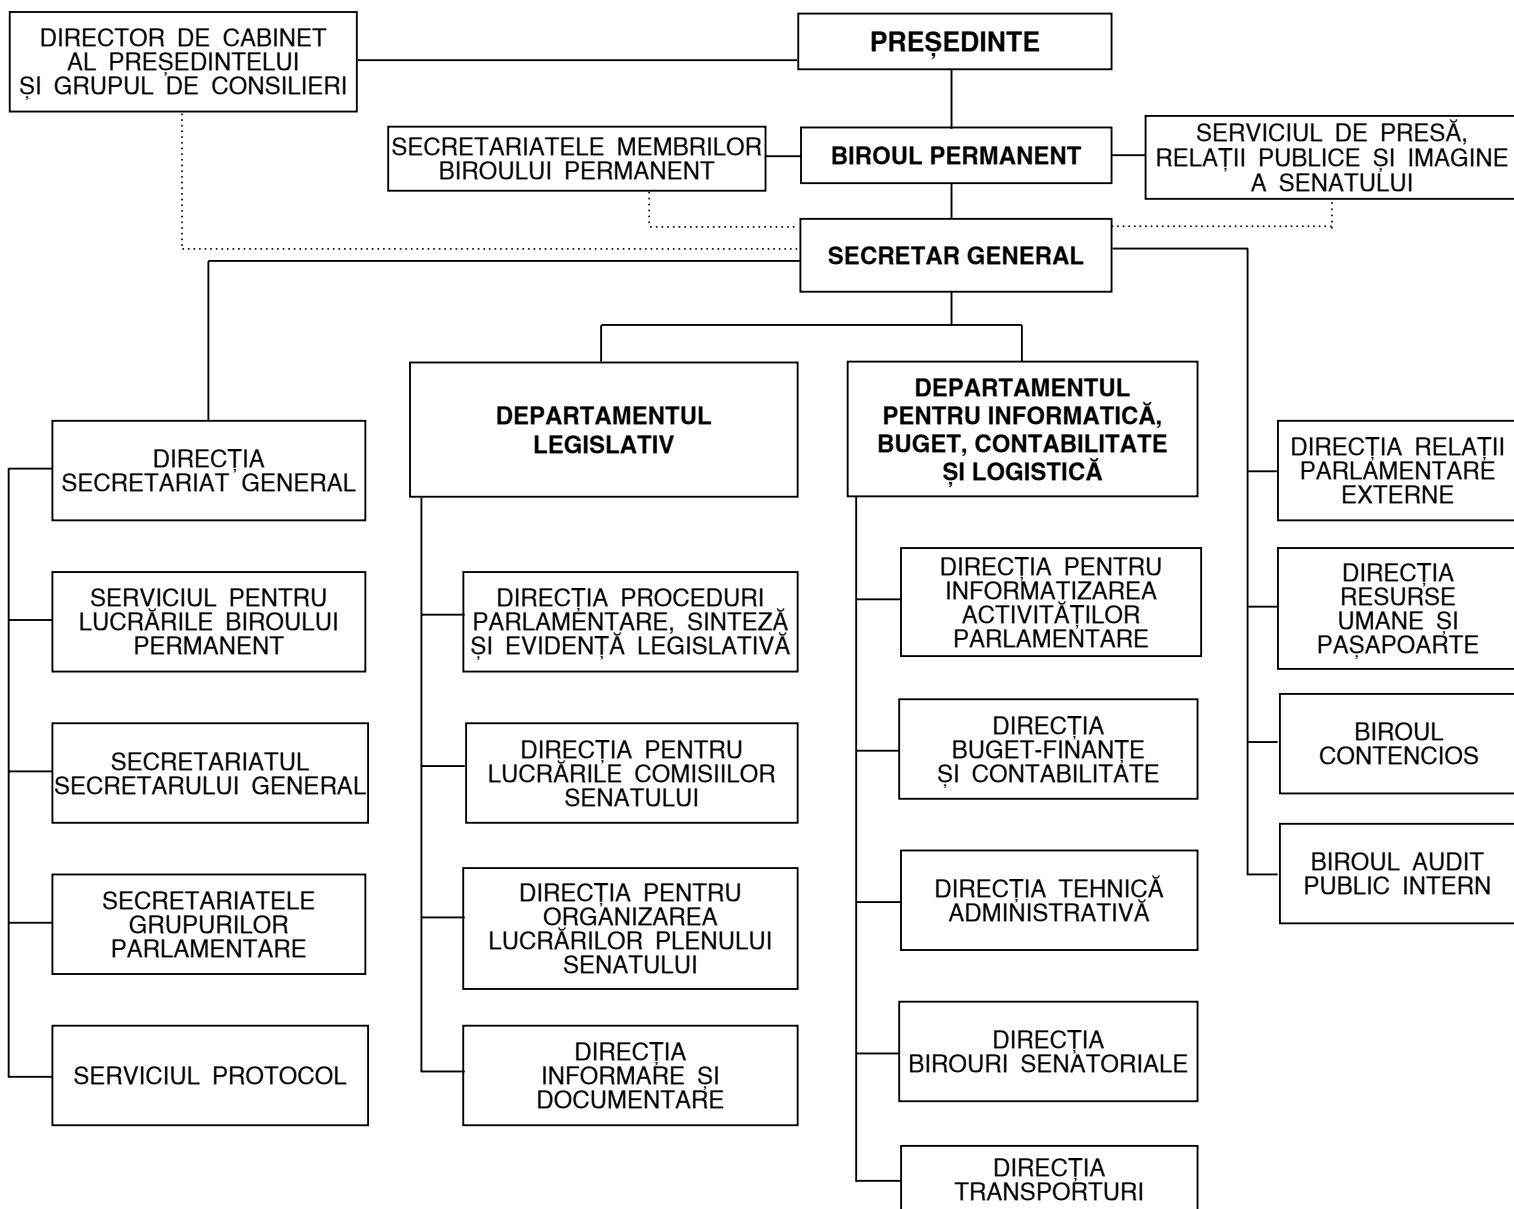 DIRECTOR DE CABINET
AL PREȘEDINTELUI
ȘI GRUPUL DE CONSILIERI
PREȘEDINTE
SECRETARIATELE MEMBRILOR
BIROULUI PERMANENT
BIROUL PERMANENT
SERVICIUL DE PRESĂ,
RELAȚII PUBLICE ȘI IMAGINE
A SENATULUI
SECRETAR GENERAL
DIRECȚIA
SECRETARIAT GENERAL
SERVICIUL PENTRU
LUCRĂRILE BIROULUI
PERMANENT
SECRETARIATUL
SECRETARULUI GENERAL
SECRETARIATELE
GRUPURILOR
PARLAMENTARE
SERVICIUL PROTOCOL
DEPARTAMENTUL
LEGISLATIV
DIRECȚIA PROCEDURI
PARLAMENTARE, SINTEZĂ
ȘI EVIDENȚĂ LEGISLATIVĂ
DIRECȚIA PENTRU
LUCRĂRILE COMISIILOR
SENATULUI
DIRECȚIA PENTRU
ORGANIZAREA
LUCRĂRILOR PLENULUI
SENATULUI
DIRECȚIA
INFORMARE ȘI
DOCUMENTARE
DEPARTAMENTUL
PENTRU INFORMATICĂ,
BUGET, CONTABILITATE
ȘI LOGISTICĂ
DIRECȚIA PENTRU
INFORMATIZAREA
ACTIVITĂȚILOR
PARLAMENTARE
DIRECȚIA
BUGET-FINANȚE
ȘI CONTABILITATE
DIRECȚIA TEHNICĂ
ADMINISTRATIVĂ
DIRECȚIA
BIROURI SENATORIALE
DIRECȚIA
TRANSPORTURI
DIRECȚIA RELAȚII
PARLAMENTARE
EXTERNE
DIRECȚIA
RESURSE
UMANE ȘI
PAȘAPOARTE
BIROUL
CONTENCIOS
BIROUL AUDIT
PUBLIC INTERN